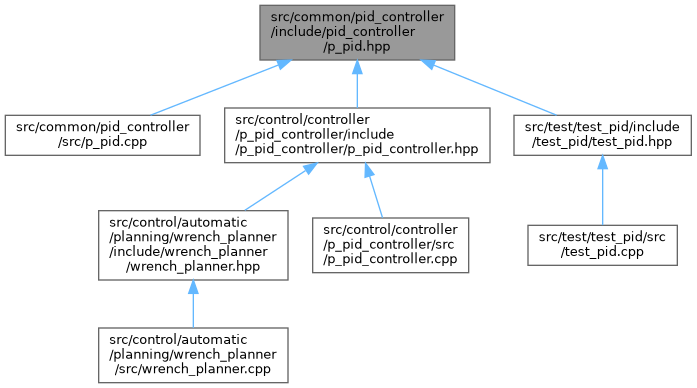 src/common/pid_controller
/include/pid_controller
/p_pid.hpp
src/common/pid_controller
/src/p_pid.cpp
src/control/controller
/p_pid_controller/include
/p_pid_controller/p_pid_controller.hpp
src/test/test_pid/include
/test_pid/test_pid.hpp
src/control/automatic
/planning/wrench_planner
/include/wrench_planner
/wrench_planner.hpp
src/control/controller
/p_pid_controller/src
/p_pid_controller.cpp
src/test/test_pid/src
/test_pid.cpp
src/control/automatic
/planning/wrench_planner
/src/wrench_planner.cpp